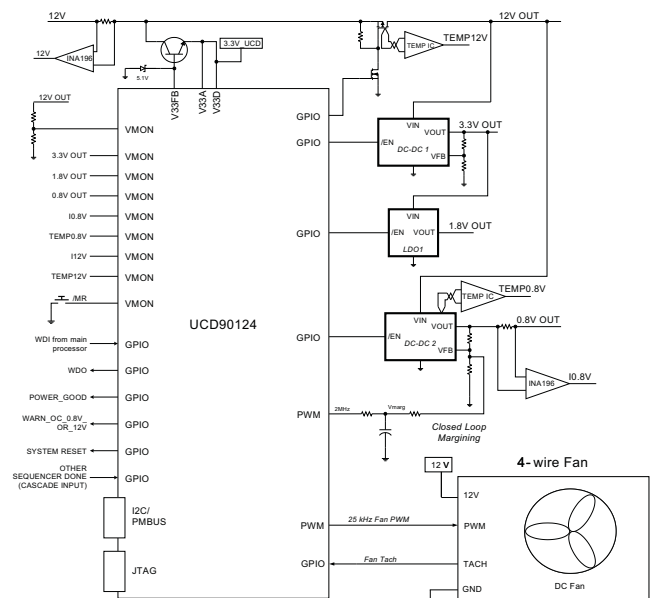 12V
12V OUT
12V
INA196
3.3V_UCD
TEMP IC
TEMP12V
5.1V
V33FB
V33A
V33D
12V OUT
GPIO
VIN
VOUT
3.3V OUT
GPIO
/EN
DC-DC 1
VFB
VMON
3.3V OUT
VMON
1.8V OUT
VMON
0.8V OUT
VMON
I0.8V
VMON
TEMP0.8V
VMON
I12V
VMON
TEMP12V
VMON
/MR
VMON
VIN
GPIO
/EN
VOUT
1.8V OUT
LDO1
TEMP IC
TEMP0.8V
UCD90124
VIN
GPIO
/EN
VOUT
0.8V OUT
DC-DC 2
VFB
INA196
I0.8V
WDI from main
processor
GPIO
WDO
GPIO
POWER_GOOD
GPIO
WARN_OC_0.8V_
OR_12V
GPIO
SYSTEM RESET
GPIO
OTHER
SEQUENCER DONE
(CASCADE INPUT)
GPIO
PWM
2MHz
Vmarg
Closed Loop
Margining
I2C/
PMBUS
JTAG
12 V
4- wire Fan
12V
PWM
25 kHz Fan PWM
PWM
GPIO
Fan Tach
TACH
GND
DC Fan